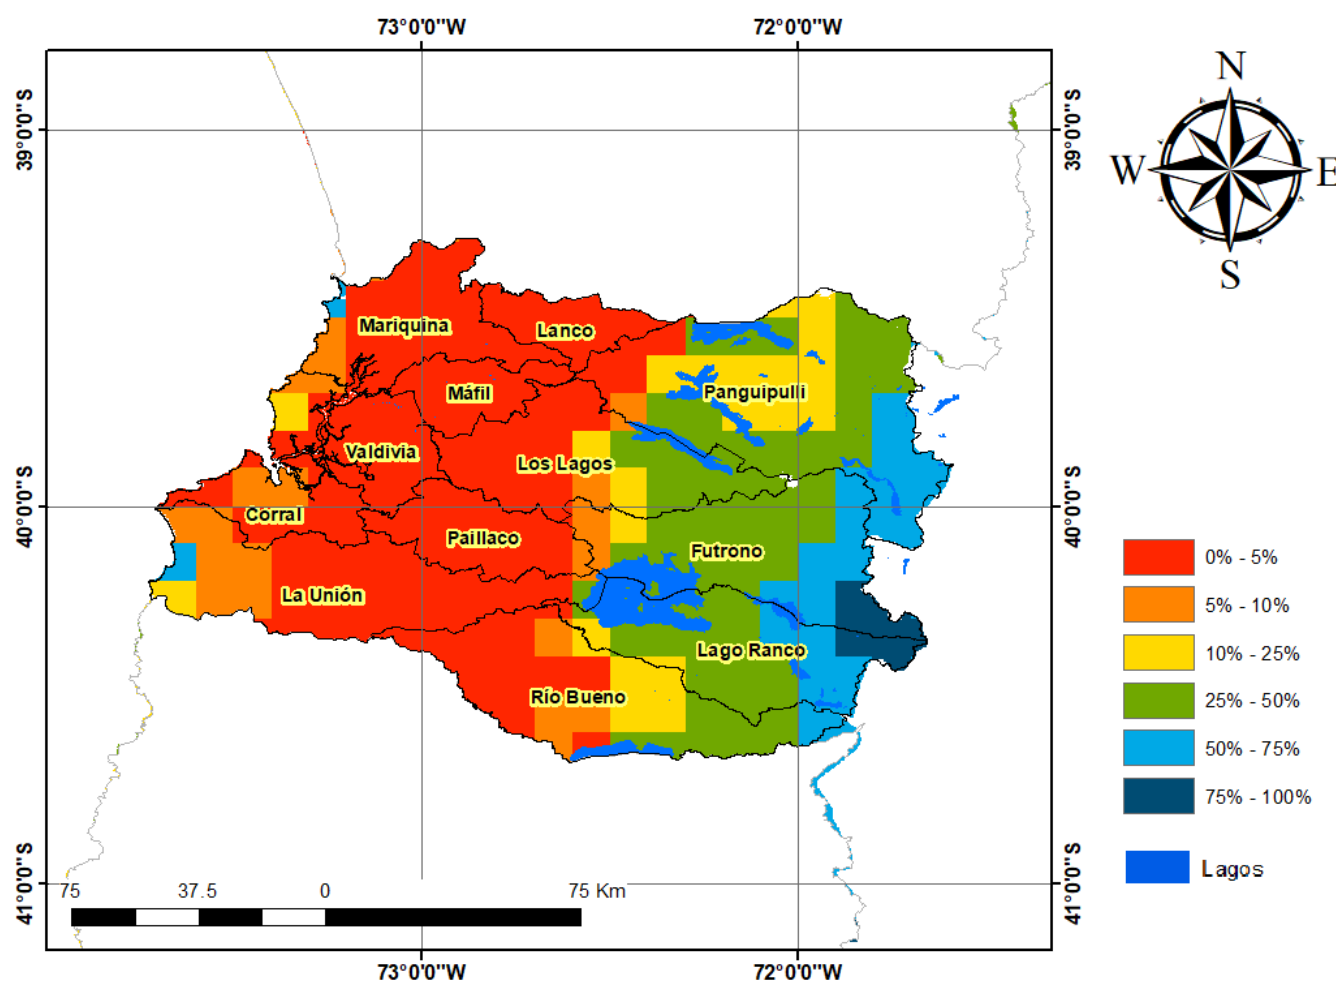 73°0'0"W 72°0'0"W
39°0'0"S 39°0'0"S
N
W E
S
Mariquina
Lanco
Máfil
Panguipulli
Valdivia
Los Lagos
40°0'0"S 40°0'0"S
Corral
Paillaco
Futrono
La Unión
Lago Ranco
Río Bueno
0% - 5%
5% - 10%
10% - 25%
25% - 50%
50% - 75%
75% - 100%
Lagos
41°0'0"S 41°0'0"S
75 37.5 0 75 Km
73°0'0"W 72°0'0"W